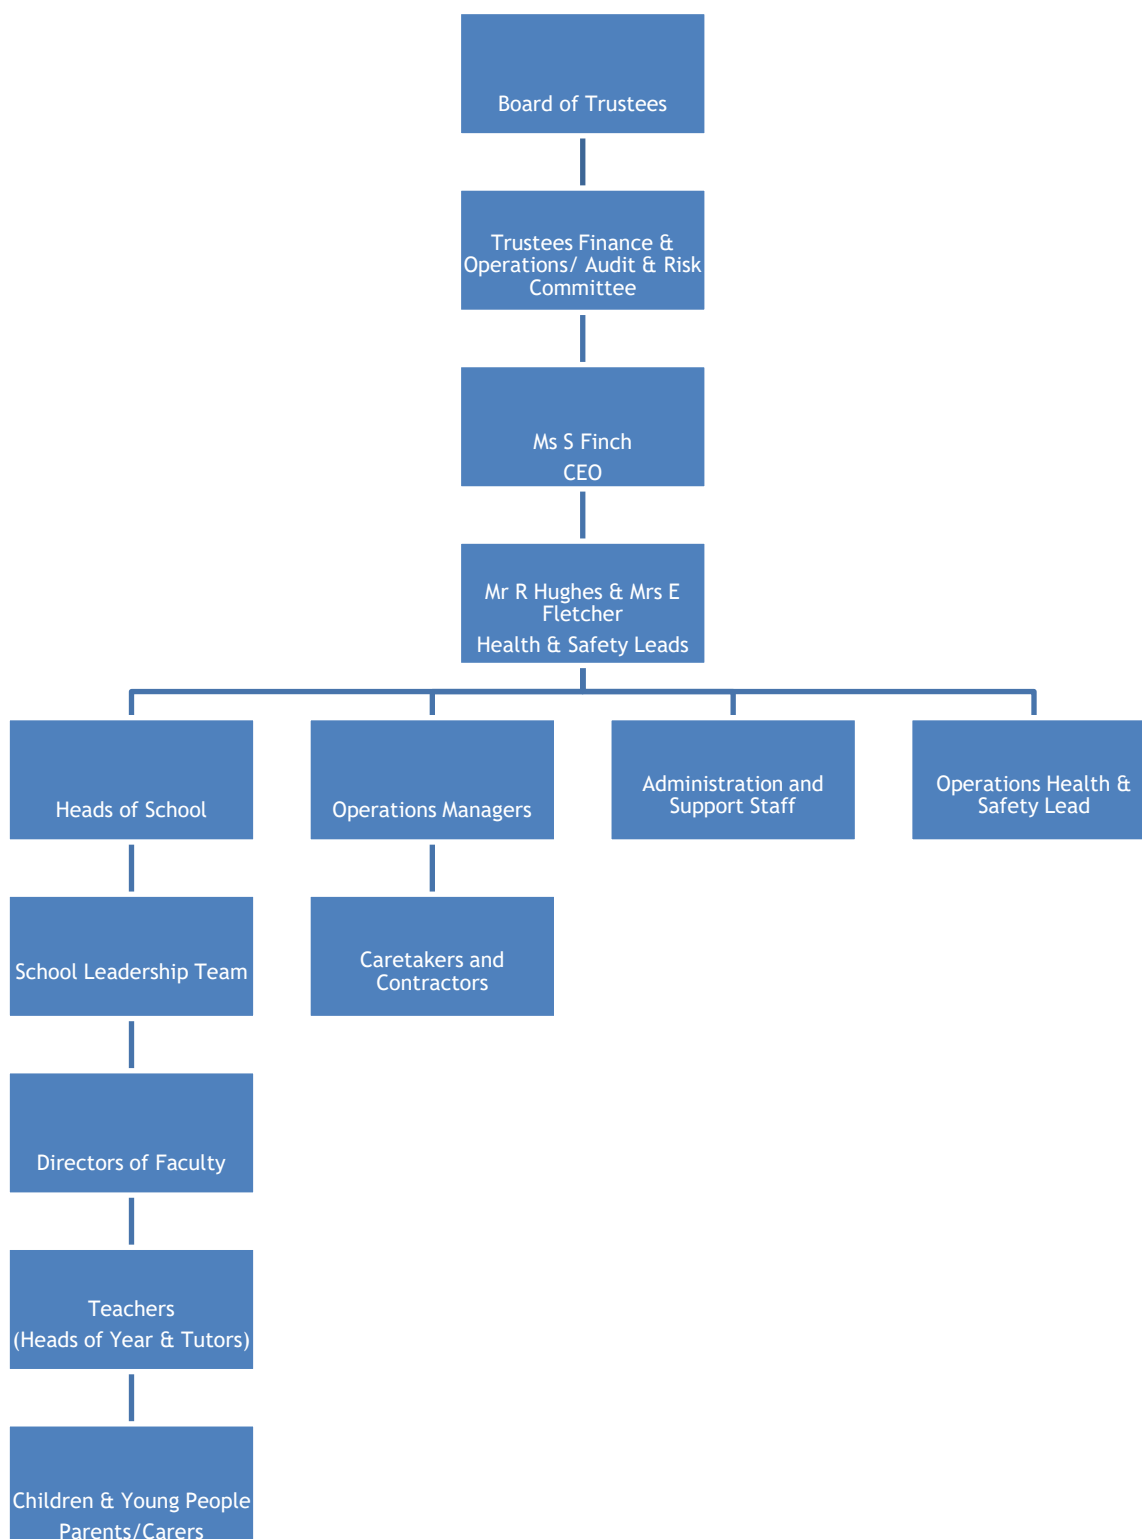 Board of Trustees
Trustees Finance &
Operations/ Audit & Risk
Committee
Ms S Finch
CEO
Mr R Hughes & Mrs E
Fletcher
Health & Safety Leads
Heads of School
Operations Managers
Administration and
Support Staff
Operations Health &
Safety Lead
School Leadership Team
Caretakers and
Contractors
Directors of Faculty
Teachers
(Heads of Year & Tutors)
Children & Young People
Parents/Carers